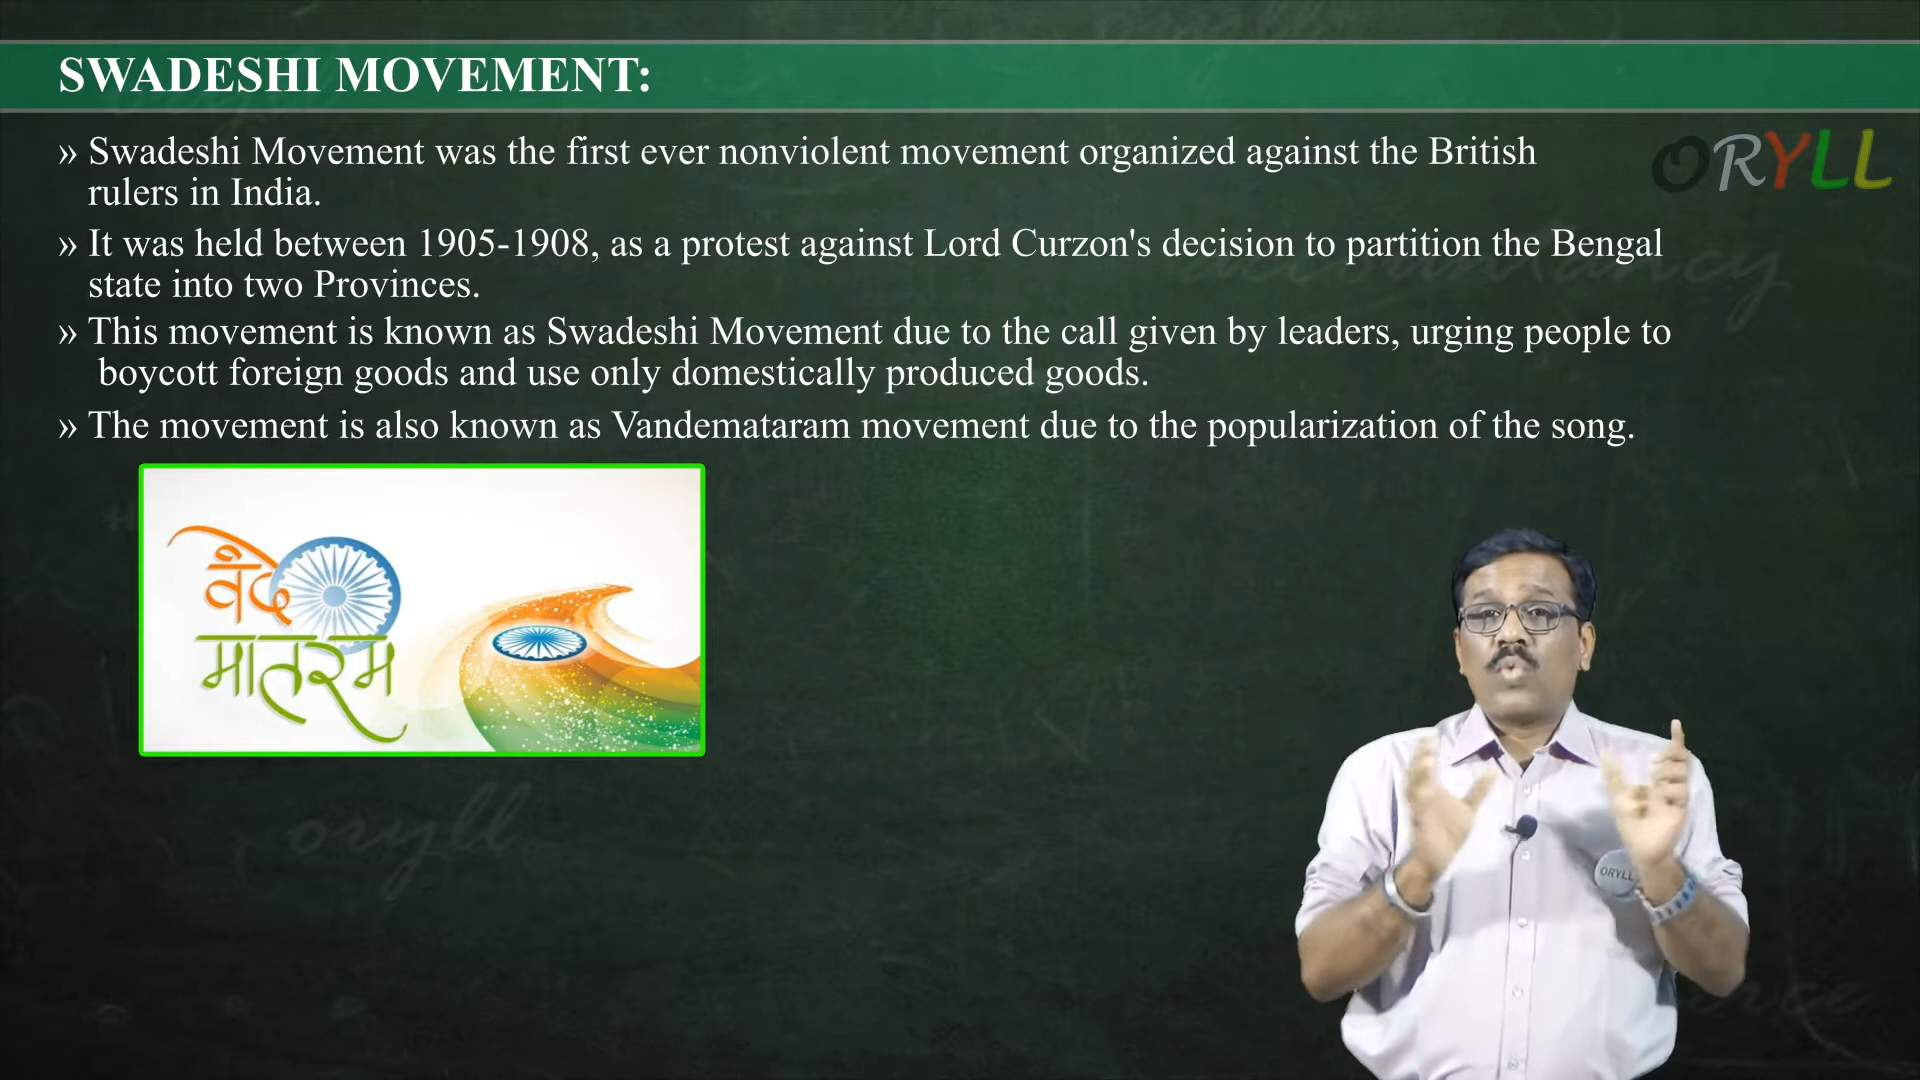 SWADESHI MOVEMENT:
ORYLL
» Swadeshi Movement was the first ever nonviolent movement organized against the British
rulers in India.
» It was held between 1905-1908, as a protest against Lord Curzon's decision to partition the Bengal
state into two Provinces.
» This movement is known as Swadeshi Movement due to the call given by leaders, urging people to
boycott foreign goods and use only domestically produced goods.
» The movement is also known as Vandemataram movement due to the popularization of the song.
वंदे
मातरम
oryll
ORYLL